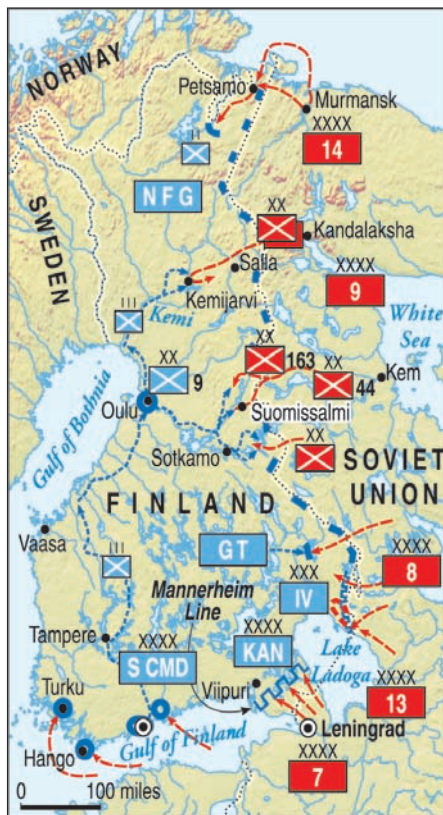 NORWAY
Petsamo
Murmansk
XXXX
14
II
NFG
SWEDEN
XX
Kandalaksha
Salla
XXXX
9
Kemijarvi
White
Sea
III
Kemi
XX
163
XX
44
Kem
XX
9
Oulu
Suomissalmi
Gulf of Bothnia
XX
Sotkamo
SOVIET
UNION
FINLAND
Vaasa
GT
XXXX
8
III
XXX
IV
Mannerheim
Line
XXXX
KAN
Tampere
XXXX
S CMD
Lake
Ladoga
Viipuri
XXXX
13
Turku
Gulf of Finland
Leningrad
Hango
XXXX
7
0
100 miles